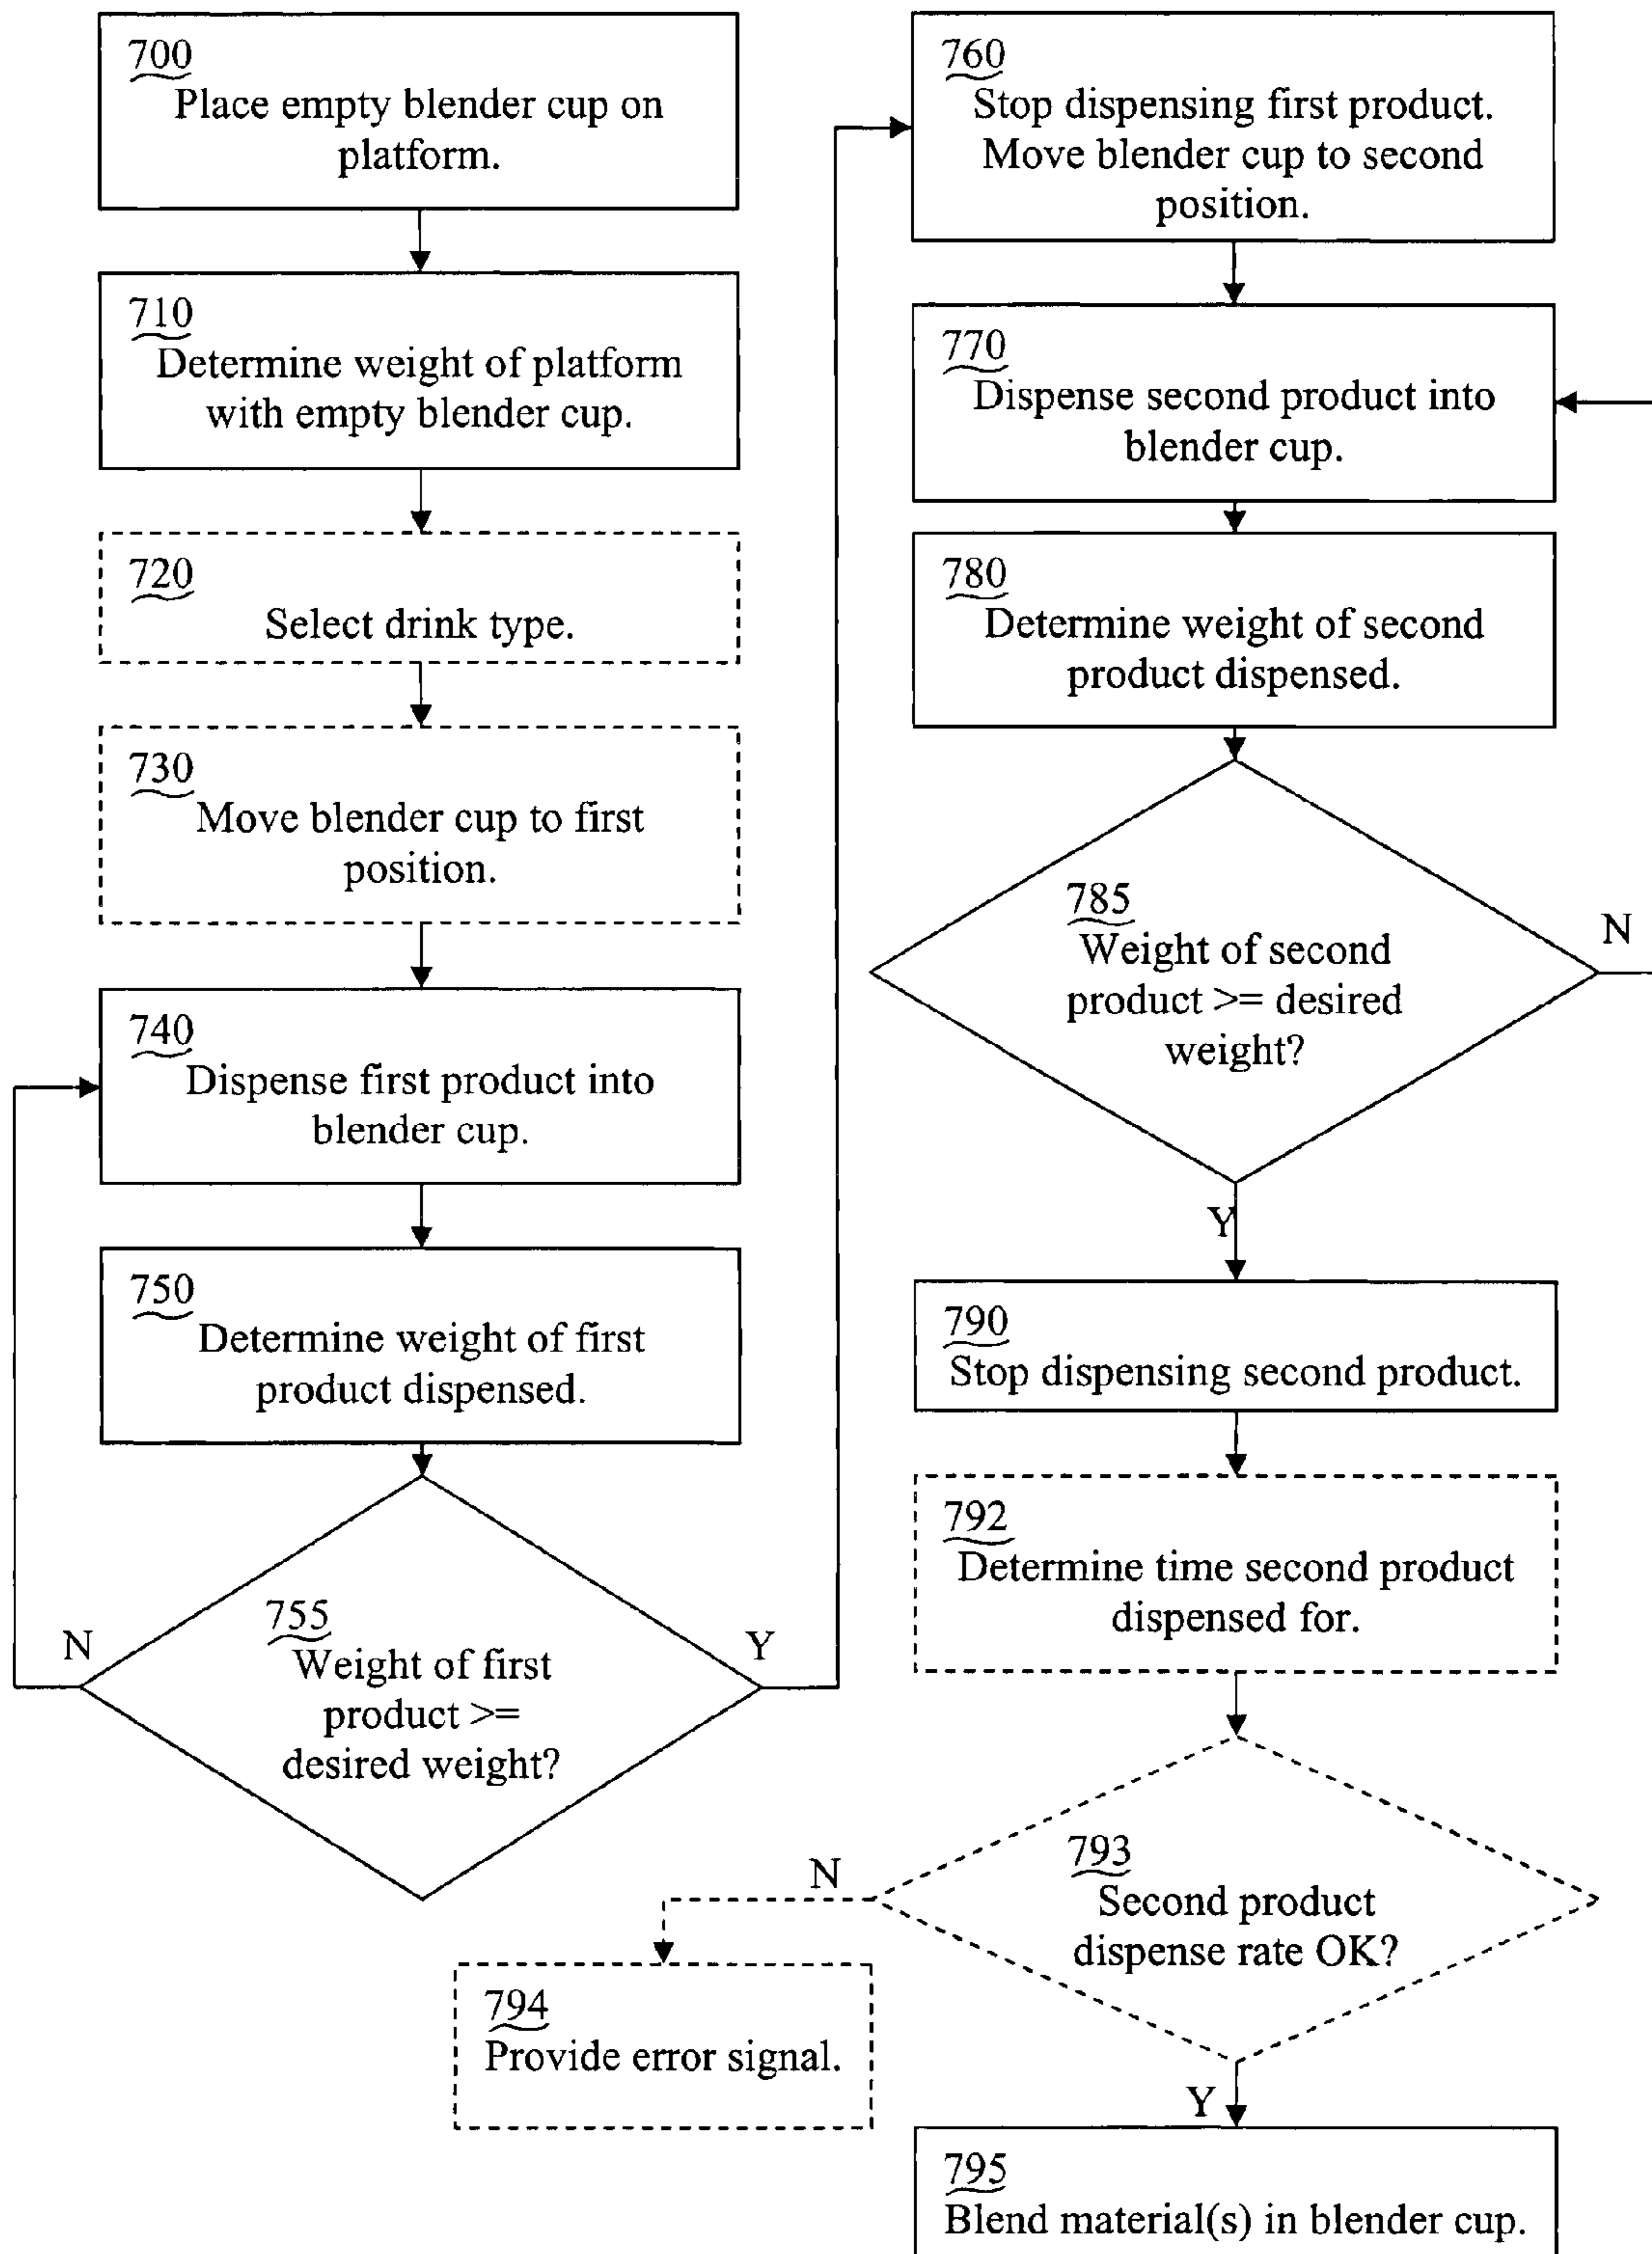 700
Place empty blender cup on
platform.
710
Determine weight of platform
with empty blender cup.
720
Select drink type.
730
Move blender cup to first
position.
740
Dispense first product into
blender cup.
750
Determine weight of first
product dispensed.
755
Weight of first
product >=
desired weight?
N
Y
760
Stop dispensing first product.
Move blender cup to second
position.
770
Dispense second product into
blender cup.
780
Determine weight of second
product dispensed.
785
Weight of second
product >= desired
weight?
N
Y
790
Stop dispensing second product.
792
Determine time second product
dispensed for.
793
Second product
dispense rate OK?
N
794
Provide error signal.
Y
795
Blend material(s) in blender cup.